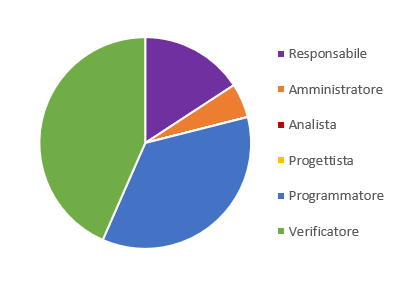 Responsabile
Amministratore
Analista
Progettista
Programmatore
Verificatore